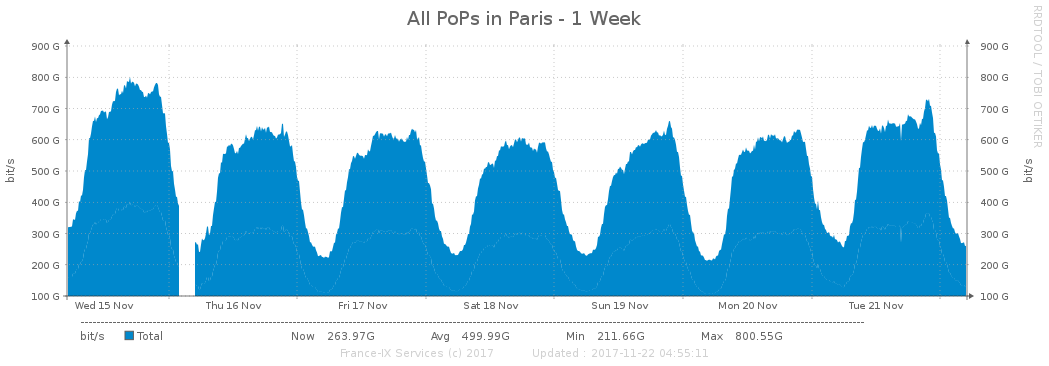 All PoPs in Paris - 1 Week
RRDTOOL / TOBI OETIKER
900 G 900 G
800 G 800 G
700 G 700 G
600 G 600 G
500 G 500 G
400 G 400 G
300 G 300 G
200 G 200 G
100 G 100 G
bit/s bit/s
Wed 15 Nov Thu 16 Nov Fri 17 Nov Sat 18 Nov Sun 19 Nov Mon 20 Nov Tue 21 Nov
bit/s Total Now 263.97G Avg 499.99G Min 211.66G Max 800.55G
France-IX Services (c) 2017 Updated : 2017-11-22 04:55:11